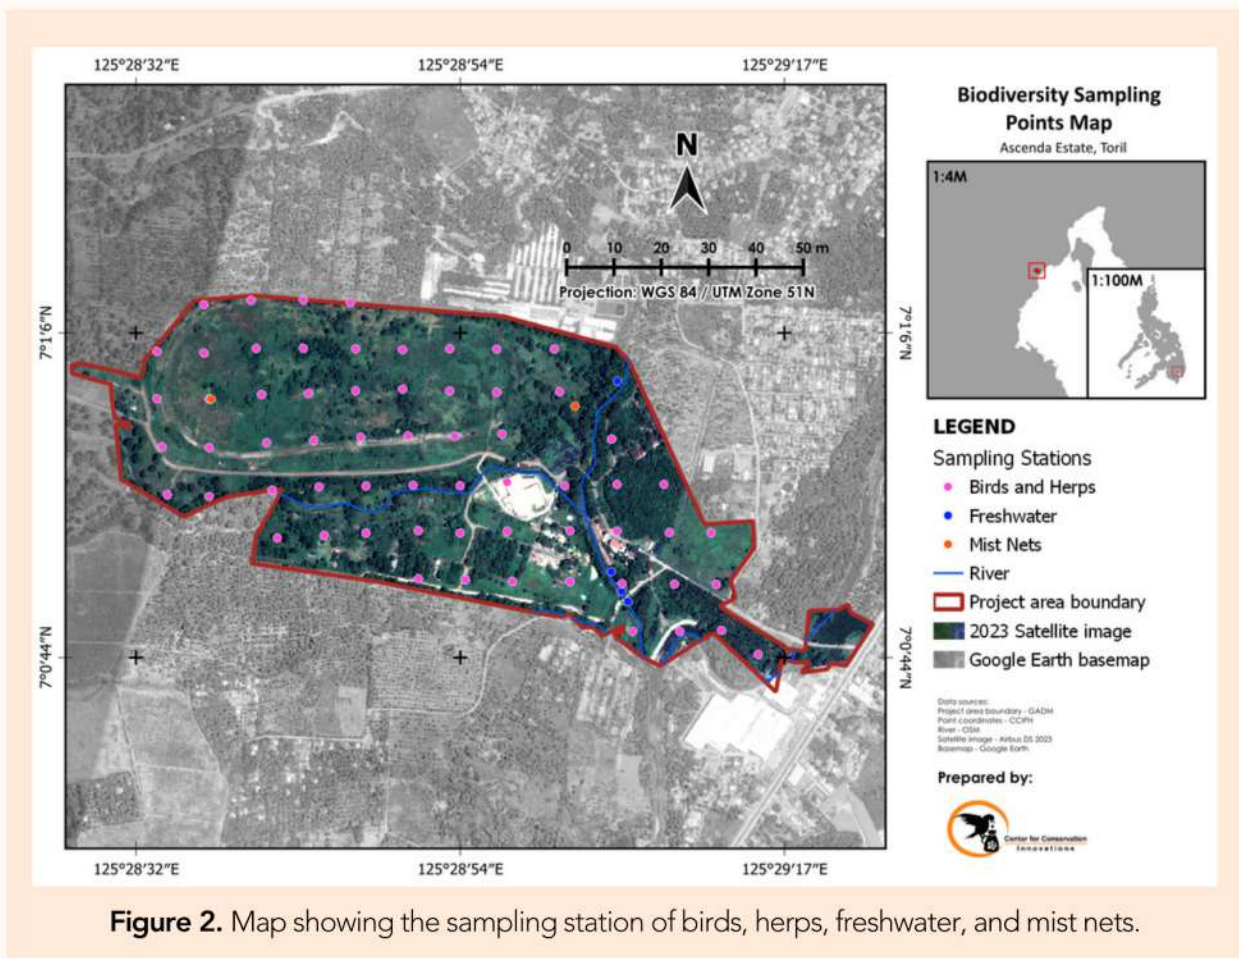 125°28′32″E 125°28′54″E 125°29′17″E
Biodiversity Sampling
Points Map
Ascenda Estate, Toril
1:4M
1:100M
N
0 10 20 30 40 50 m
Projection: WGS 84 / UTM Zone 51N
7°1′6″N 7°1′6″N
7°0′44″N 7°0′44″N
LEGEND
Sampling Stations
Birds and Herps
Freshwater
Mist Nets
River
Project area boundary
2023 Satellite image
Google Earth basemap
Data sources:
Project area boundary - GADM
Point coordinates - CCIPH
River - OSM
Satellite image - Airbus DS 2023
Basemap - Google Earth
Prepared by:
Center for Conservation
Innovations
125°28′32″E 125°28′54″E 125°29′17″E
Figure 2. Map showing the sampling station of birds, herps, freshwater, and mist nets.